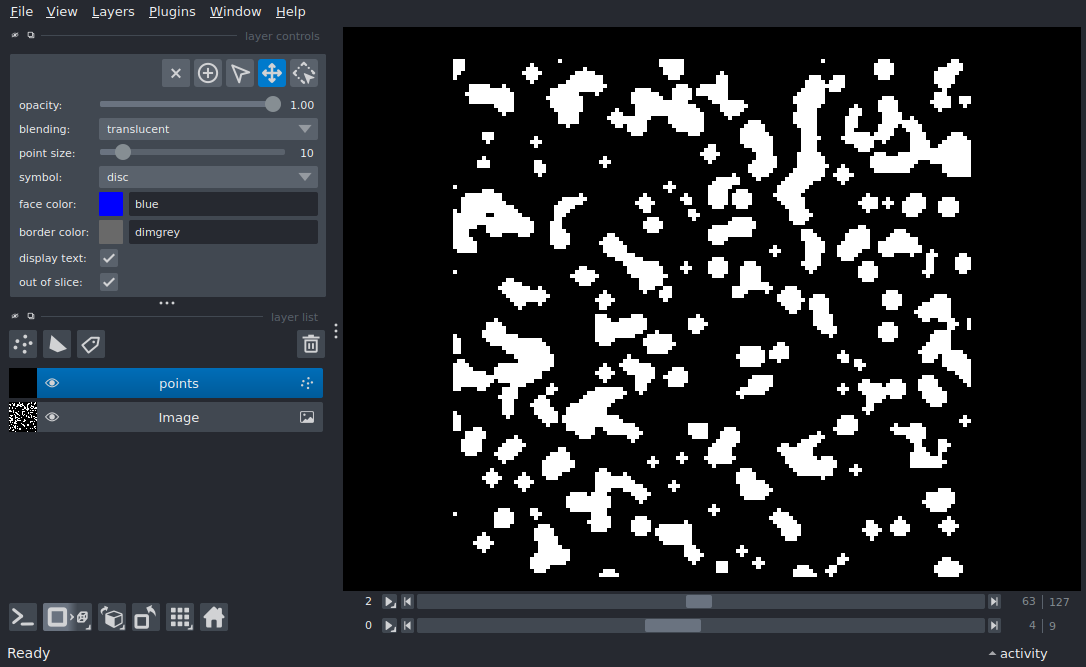 File View Layers Plugins Window Help
layer controls
opacity: 1.00
blending: translucent
point size: 10
symbol: disc
face color: blue
border color: dimgrey
display text:
out of slice:
layer list
points
Image
2 63 | 127
0 4 | 9
Ready activity